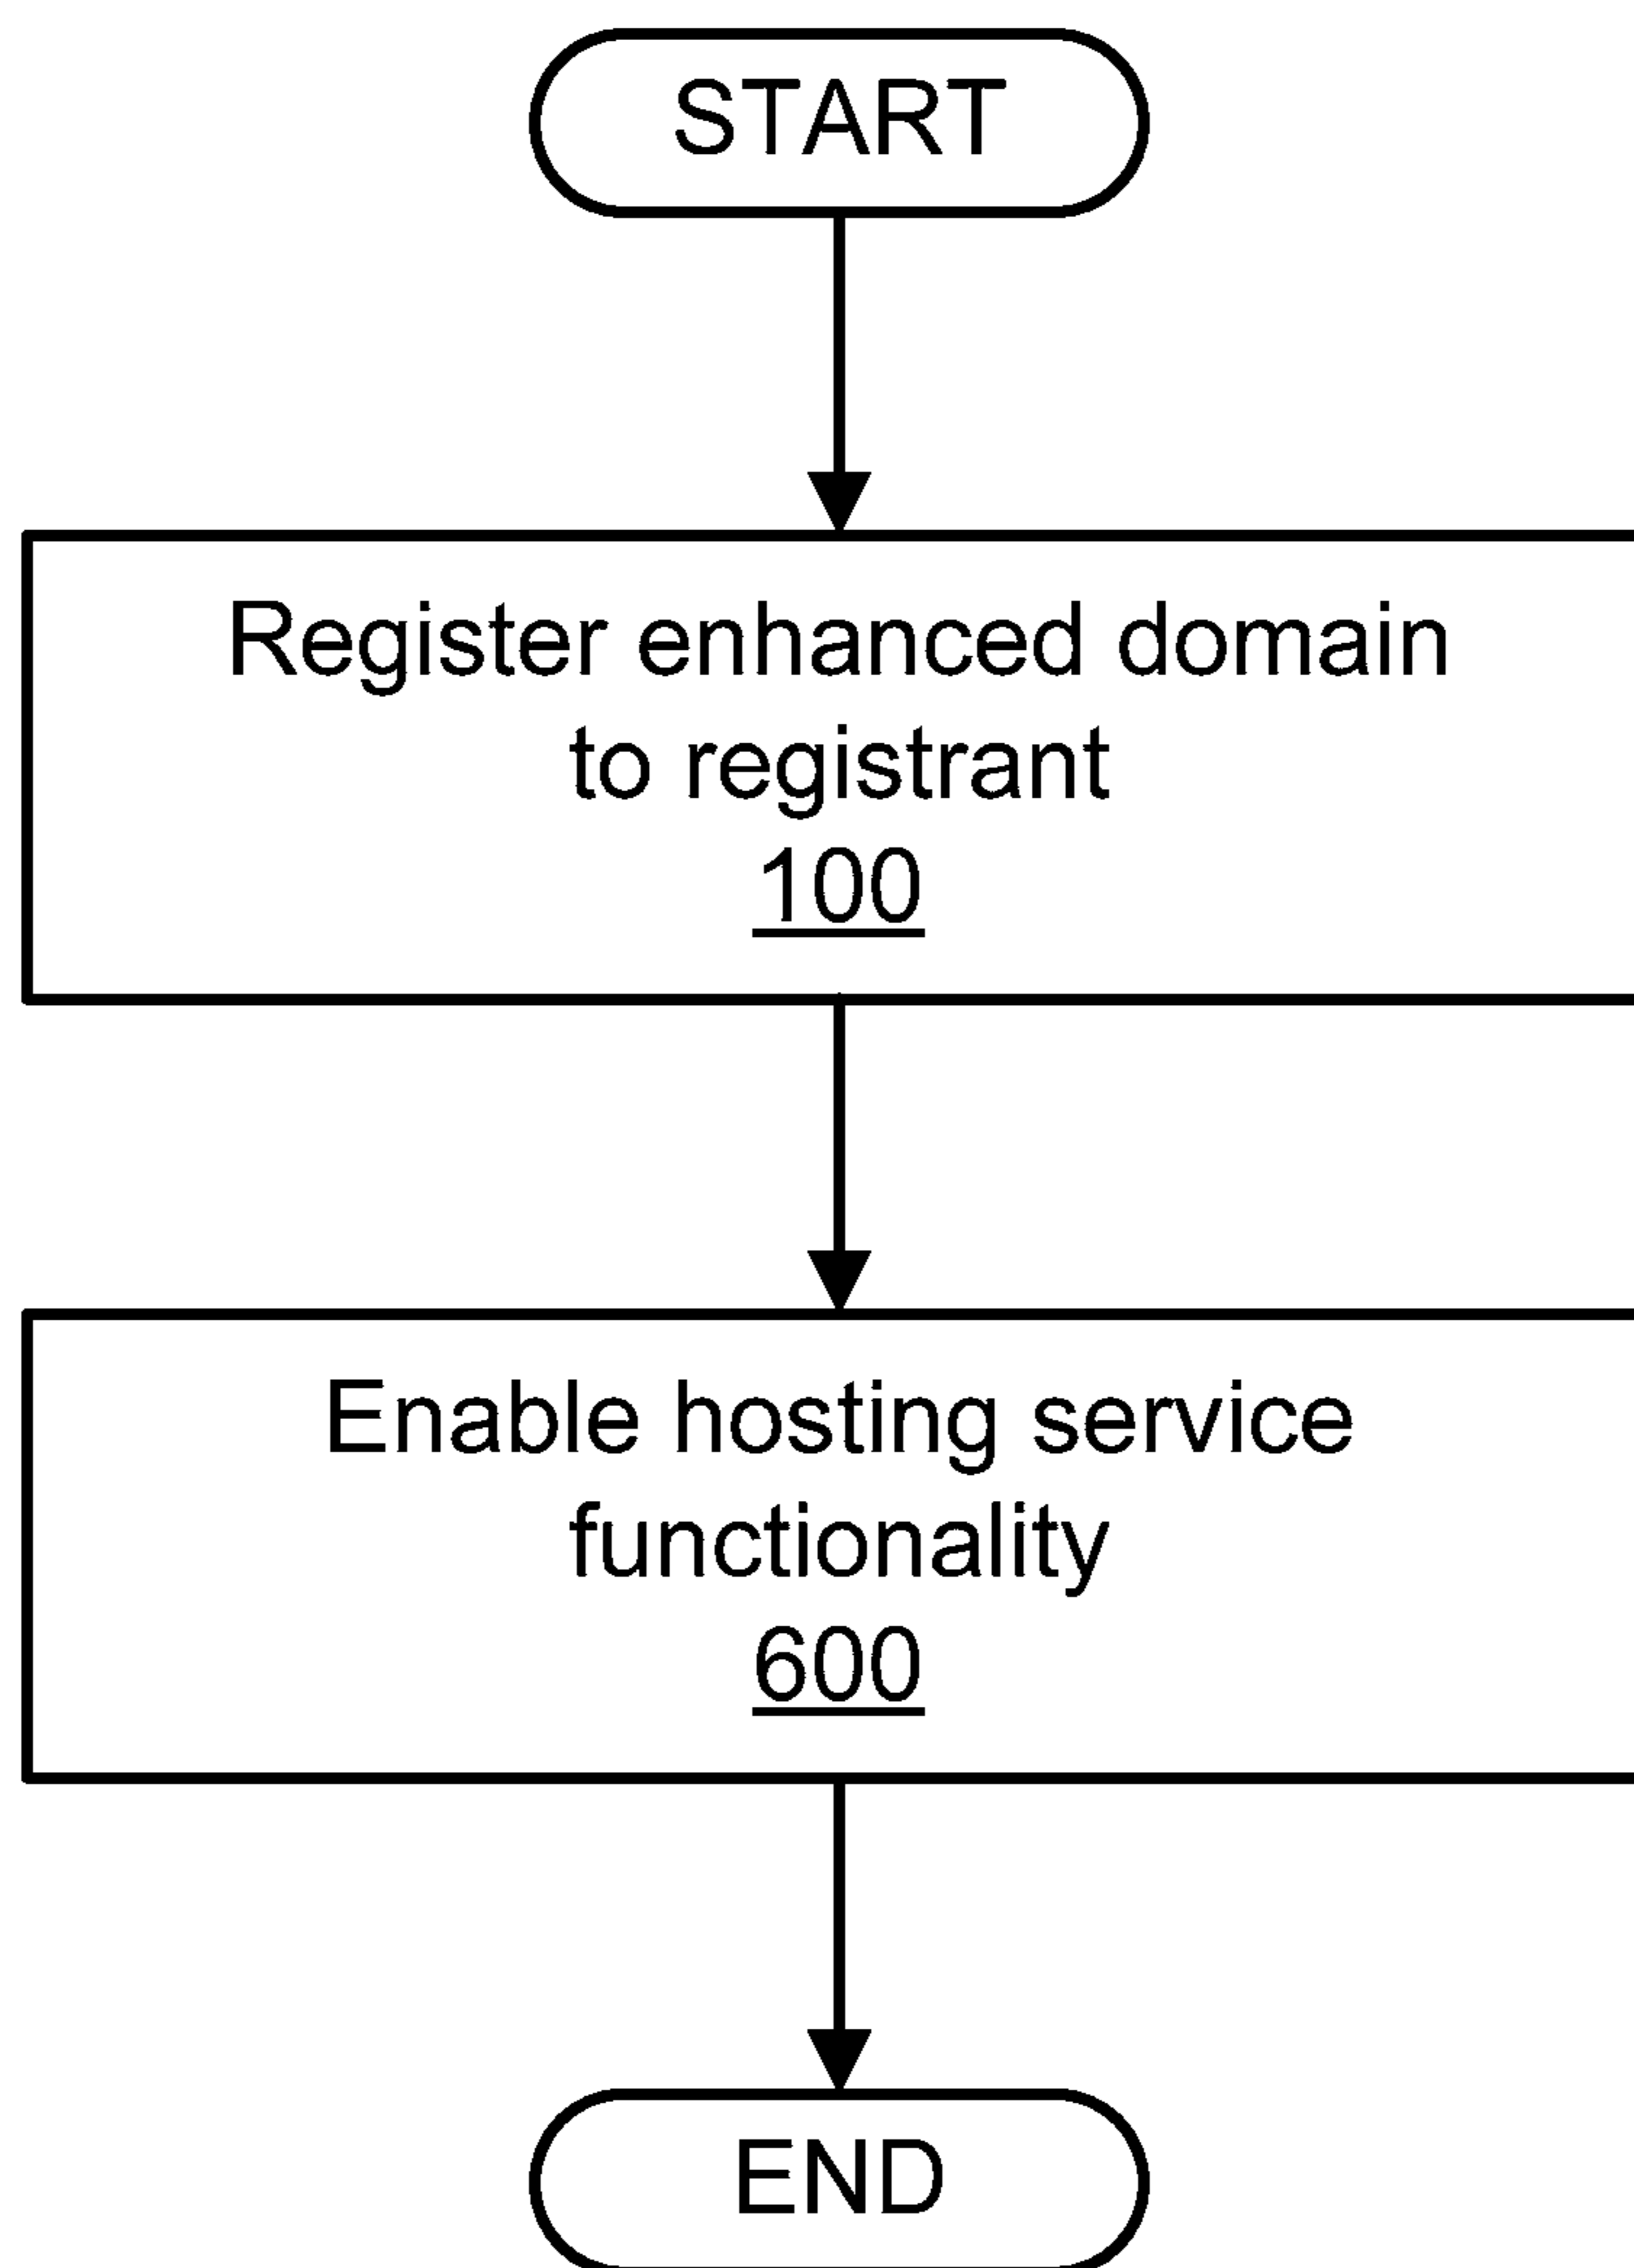 START
Register enhanced domain
to registrant
100
Enable hosting service
functionality
600
END